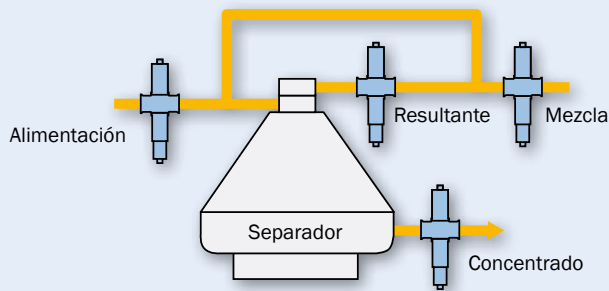 Alimentación
Resultante
Mezcla
Separador
Concentrado